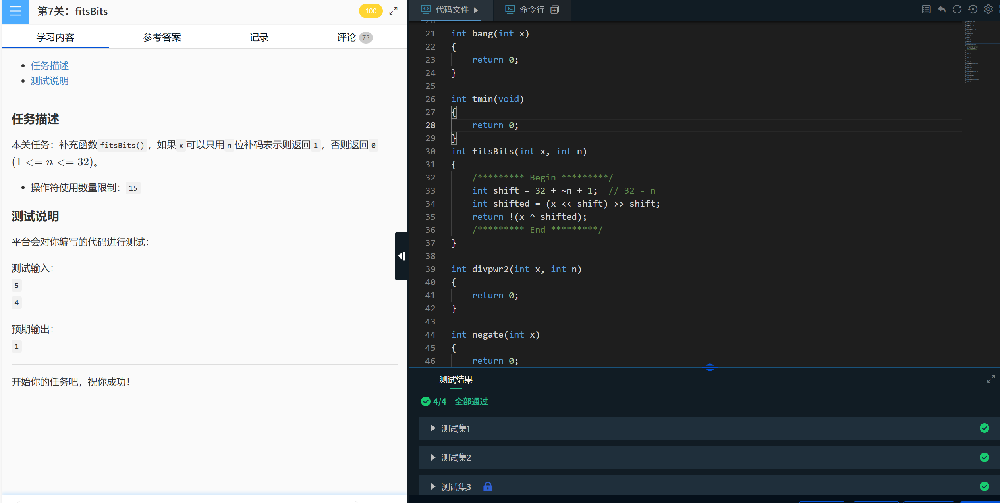 第7关：fitsBits
100
学习内容
参考答案
记录
评论 73
任务描述
测试说明
任务描述
本关任务：补充函数fitsBits()，如果x可以只用n位补码表示则返回1，否则返回0
(1 <= n <= 32)。
操作符使用数量限制：15
测试说明
平台会对你编写的代码进行测试：
测试输入：
5
4
预期输出：
1
开始你的任务吧，祝你成功！
代码文件
命令行
21 int bang(int x)
22 {
23     return 0;
24 }
25
26 int tmin(void)
27 {
28     return 0;
29 }
30 int fitsBits(int x, int n)
31 {
32     /********* Begin *********/
33     int shift = 32 + ~n + 1;  // 32 - n
34     int shifted = (x << shift) >> shift;
35     return !(x ^ shifted);
36     /********* End *********/
37 }
38
39 int divpwr2(int x, int n)
40 {
41     return 0;
42 }
43
44 int negate(int x)
45 {
46     return 0;
测试结果
4/4 全部通过
测试集1
测试集2
测试集3